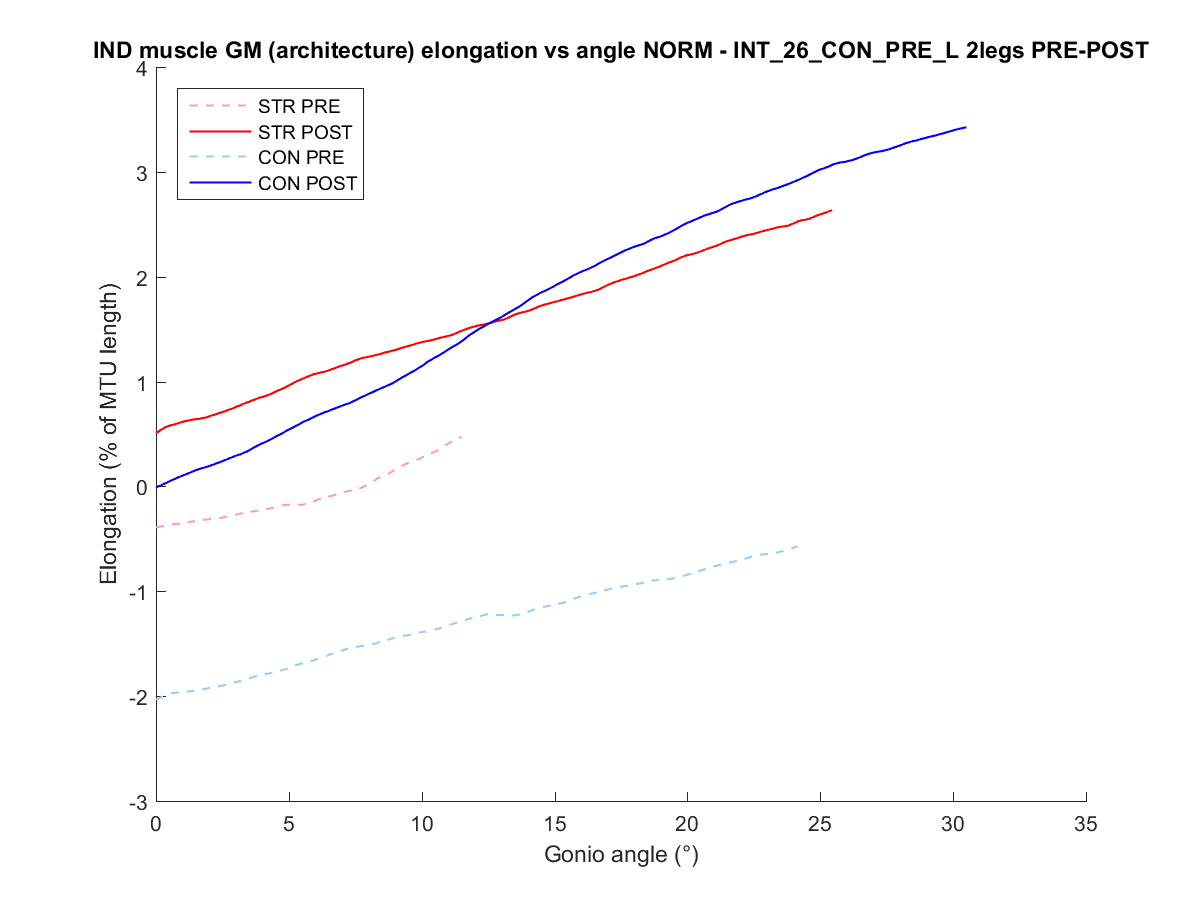 IND muscle GM (architecture) elongation vs angle NORM - INT_26_CON_PRE_L 2legs PRE-POST
STR PRE
STR POST
CON PRE
CON POST
Elongation (% of MTU length)
4
3
2
1
0
-1
-2
-3
0 5 10 15 20 25 30 35
Gonio angle (°)